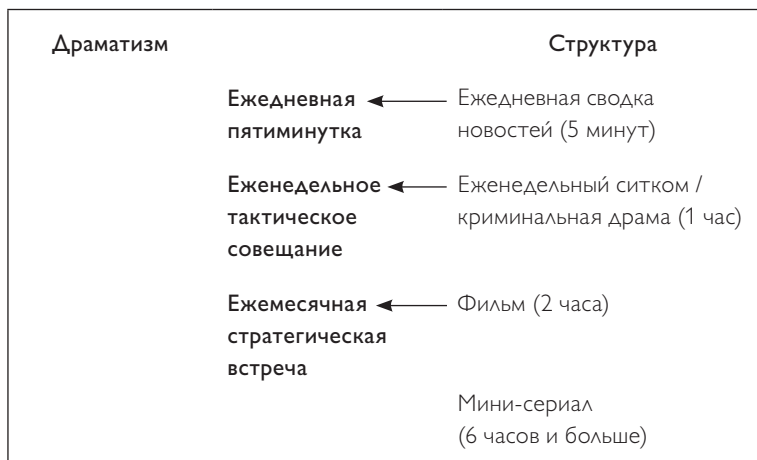 Драматизм Структура
Ежедневная Ежедневная сводка
пятиминутка новостей (5 минут)
Еженедельное Еженедельный ситком /
тактическое криминальная драма (1 час)
совещание
Ежемесячная Фильм (2 часа)
стратегическая
встреча
Мини-сериал
(6 часов и больше)